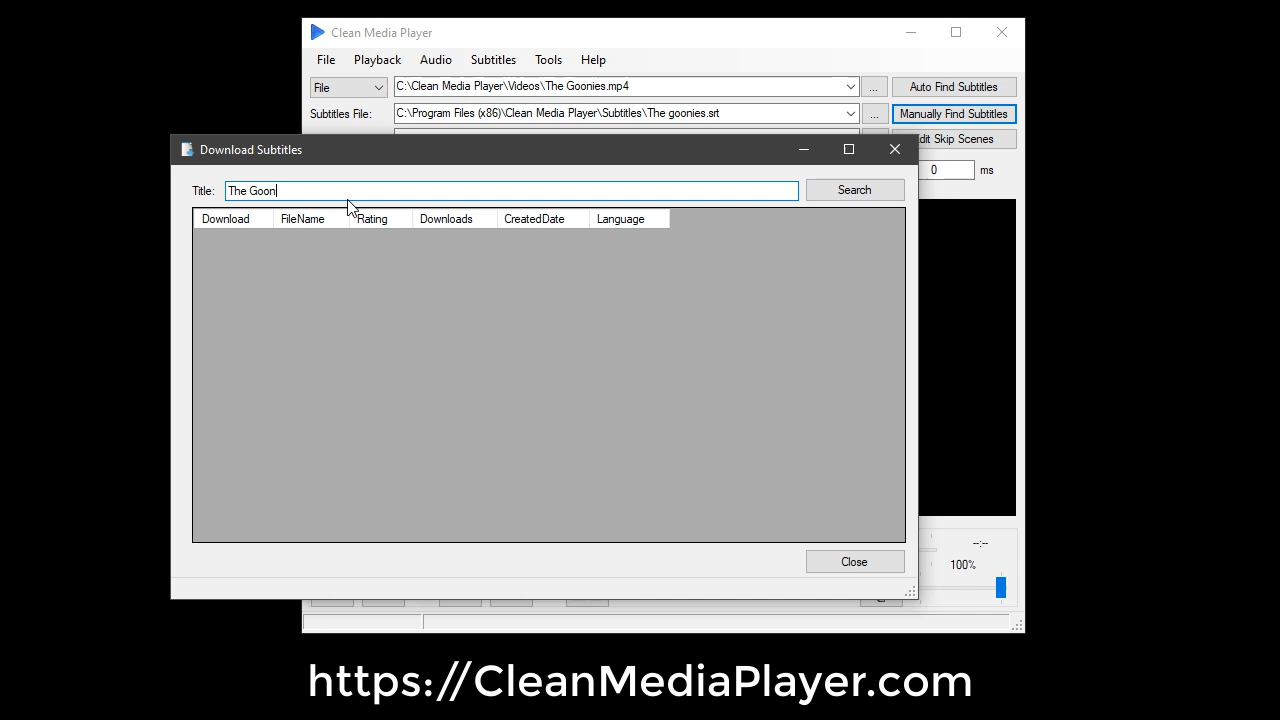 Clean Media Player
File Playback Audio Subtitles Tools Help
File C:\Clean Media Player\Videos\The Goonies.mp4 ... Auto Find Subtitles
Subtitles File: C:\Program Files (x86)\Clean Media Player\Subtitles\The goonies.srt ... Manually Find Subtitles
Skip Scenes
0 ms
Download Subtitles
Title: The Goon Search
Download FileName Rating Downloads CreatedDate Language
Close
--:--
100%
https://CleanMediaPlayer.com